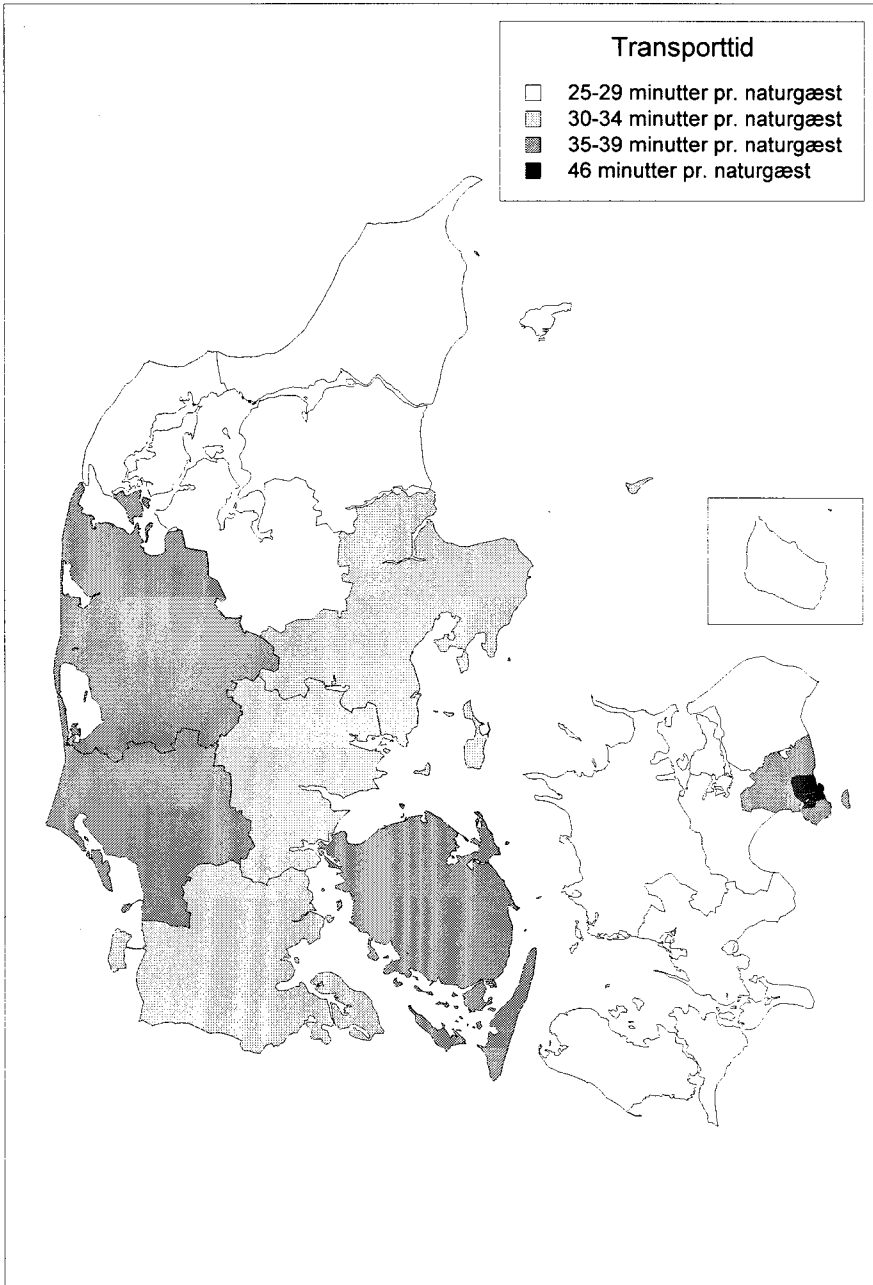 Transporttid
25-29 minutter pr. naturgæst
30-34 minutter pr. naturgæst
35-39 minutter pr. naturgæst
46 minutter pr. naturgæst